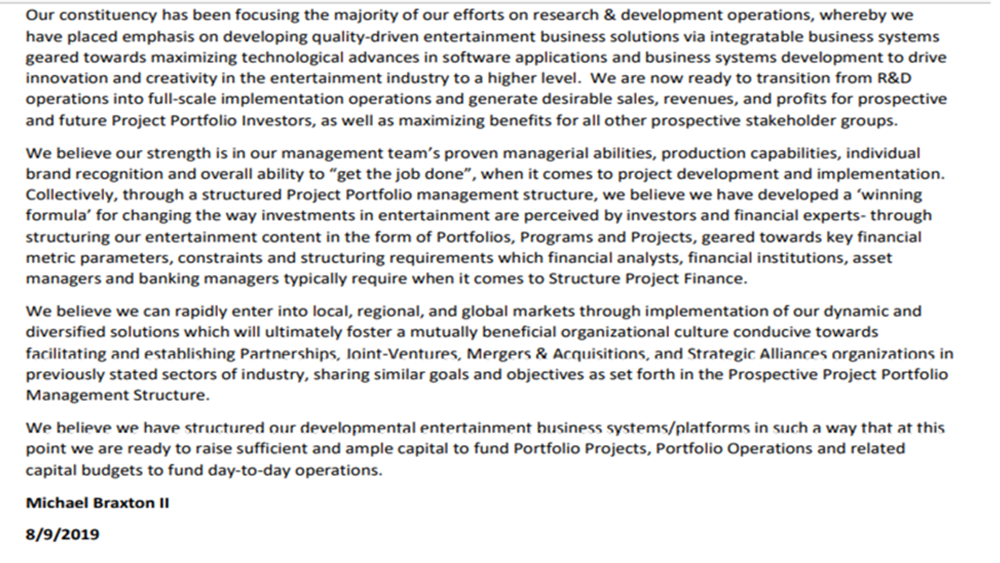 Our constituency has been focusing the majority of our efforts on research & development operations, whereby we
have placed emphasis on developing quality-driven entertainment business solutions via integratable business systems
geared towards maximizing technological advances in software applications and business systems development to drive
innovation and creativity in the entertainment industry to a higher level.  We are now ready to transition from R&D
operations into full-scale implementation operations and generate desirable sales, revenues, and profits for prospective
and future Project Portfolio Investors, as well as maximizing benefits for all other prospective stakeholder groups.
We believe our strength is in our management team's proven managerial abilities, production capabilities, individual
brand recognition and overall ability to “get the job done”, when it comes to project development and implementation.
Collectively, through a structured Project Portfolio management structure, we believe we have developed a ‘winning
formula’ for changing the way investments in entertainment are perceived by investors and financial experts- through
structuring our entertainment content in the form of Portfolios, Programs and Projects, geared towards key financial
metric parameters, constraints and structuring requirements which financial analysts, financial institutions, asset
managers and banking managers typically require when it comes to Structure Project Finance.
We believe we can rapidly enter into local, regional, and global markets through implementation of our dynamic and
diversified solutions which will ultimately foster a mutually beneficial organizational culture conducive towards
facilitating and establishing Partnerships, Joint-Ventures, Mergers & Acquisitions, and Strategic Alliances organizations in
previously stated sectors of industry, sharing similar goals and objectives as set forth in the Prospective Project Portfolio
Management Structure.
We believe we have structured our developmental entertainment business systems/platforms in such a way that at this
point we are ready to raise sufficient and ample capital to fund Portfolio Projects, Portfolio Operations and related
capital budgets to fund day-to-day operations.
Michael Braxton II
8/9/2019